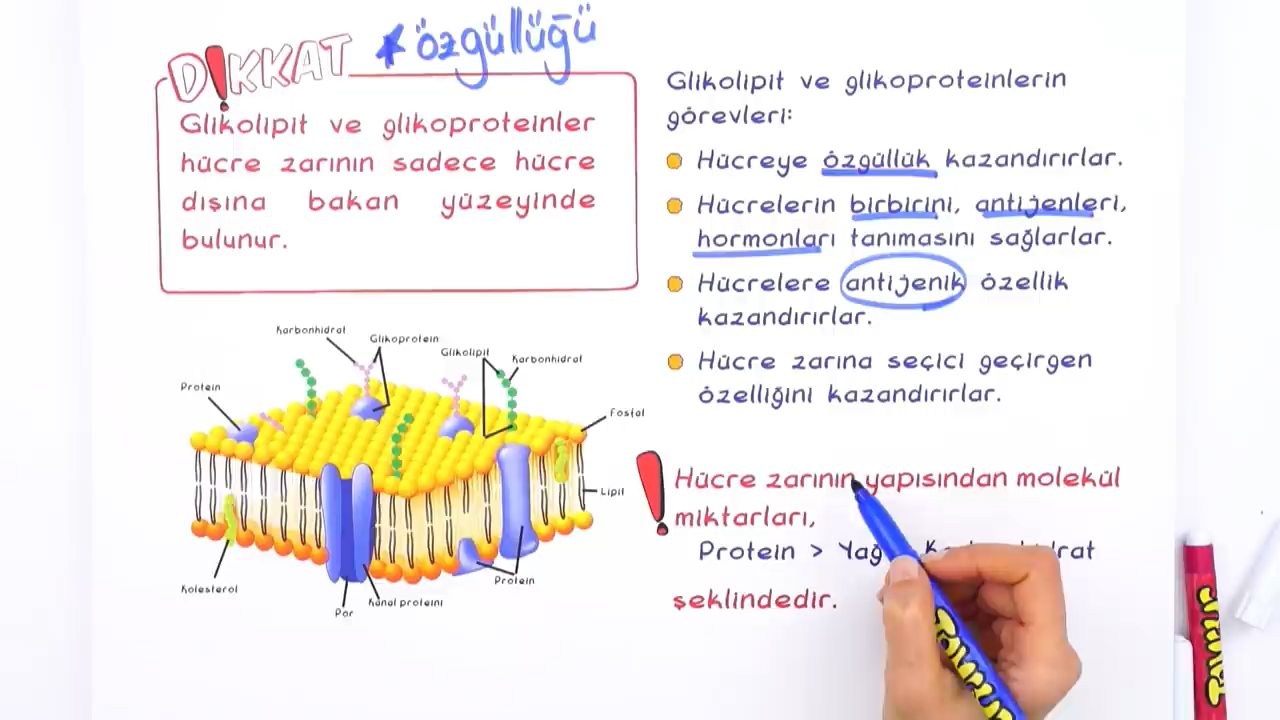 DİKKAT
*özgüllüğü
Glikolipit ve glikoproteinler
hücre zarının sadece hücre
dışına bakan yüzeyinde
bulunur.
Glikolipit ve glikoproteinlerin
görevleri:
Hücreye özgüllük kazandırırlar.
Hücrelerin birbirini, antijenleri,
hormonları tanımasını sağlarlar.
Hücrelere antijenik özellik
kazandırırlar.
Hücre zarına seçici geçirgen
özelliğini kazandırırlar.
Karbonhidrat
Glikoprotein
Glikolipit
Karbonhidrat
Protein
Fosfat
Lipit
Kolesterol
Por
Kanal proteini
Protein
Hücre zarının yapısından molekül
miktarları,
Protein > Yağ
şeklindedir.